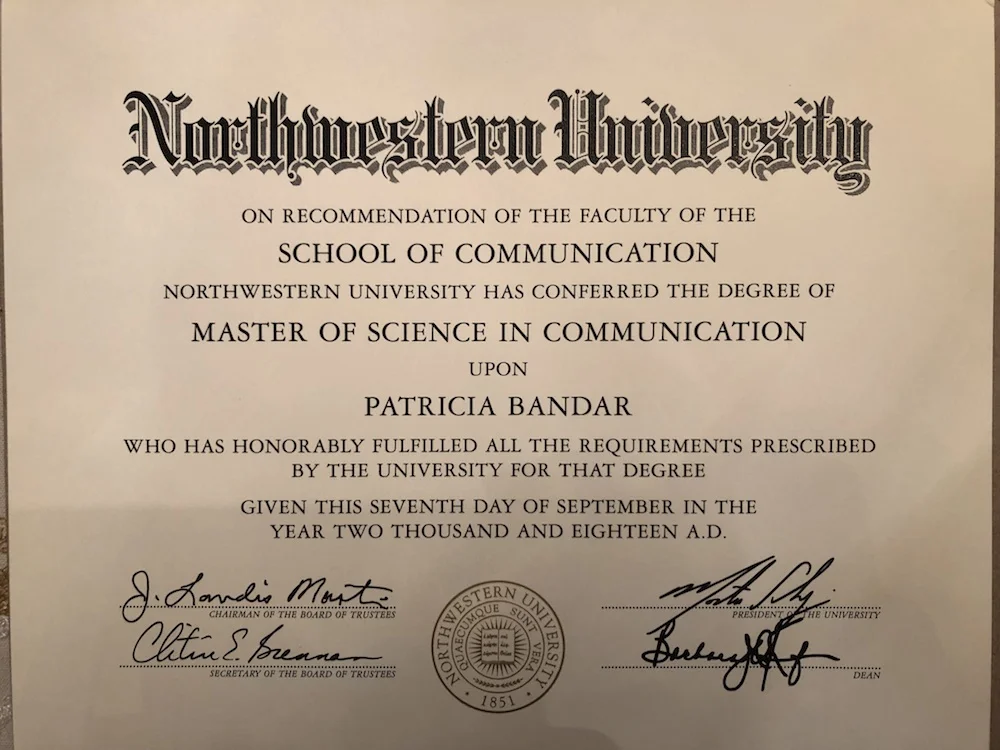 Northwestern University
ON RECOMMENDATION OF THE FACULTY OF THE
SCHOOL OF COMMUNICATION
NORTHWESTERN UNIVERSITY HAS CONFERRED THE DEGREE OF
MASTER OF SCIENCE IN COMMUNICATION
UPON
PATRICIA BANDAR
WHO HAS HONORABLY FULFILLED ALL THE REQUIREMENTS PRESCRIBED
BY THE UNIVERSITY FOR THAT DEGREE
GIVEN THIS SEVENTH DAY OF SEPTEMBER IN THE
YEAR TWO THOUSAND AND EIGHTEEN A.D.
J. Landis Martin
CHAIRMAN OF THE BOARD OF TRUSTEES
PRESIDENT OF THE UNIVERSITY
E. Brennan
SECRETARY OF THE BOARD OF TRUSTEES
Barbara
DEAN
NORTHWESTERN UNIVERSITY
QUAECUMQUE SUNT VERA
1851